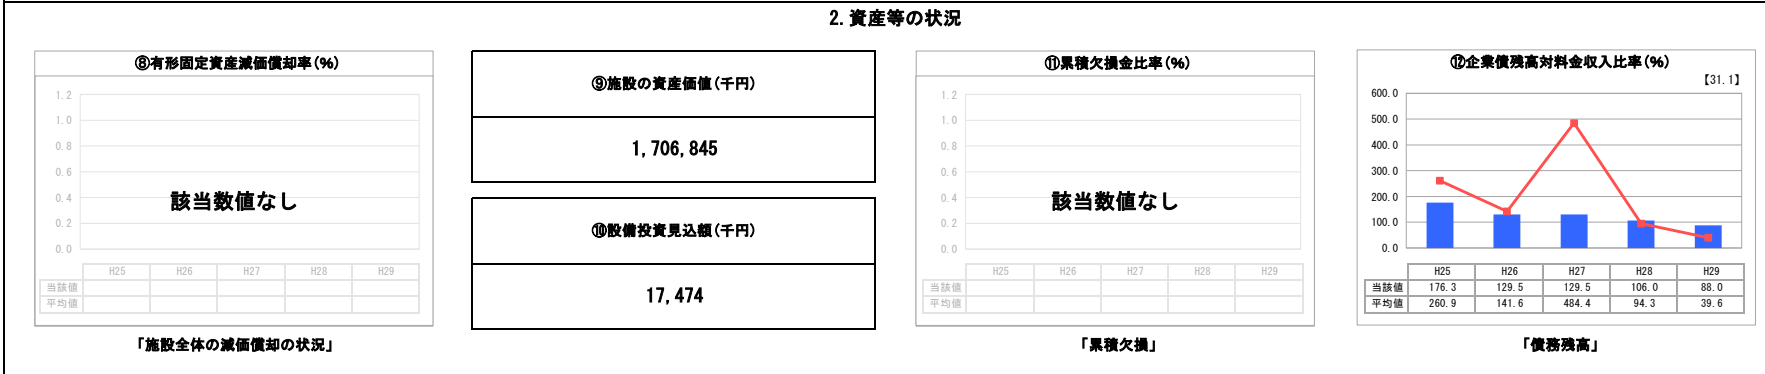 2. 資産等の状況
⑧有形固定資産減価償却率(%)
1.2
1.0
0.8
0.6
0.4
0.2
0.0
該当数値なし
H25 H26 H27 H28 H29
当該値
平均値
「施設全体の減価償却の状況」
⑨施設の資産価値(千円)
1,706,845
⑩設備投資見込額(千円)
17,474
⑪累積欠損金比率(%)
1.2
1.0
0.8
0.6
0.4
0.2
0.0
該当数値なし
H25 H26 H27 H28 H29
当該値
平均値
「累積欠損」
⑫企業債残高対料金収入比率(%)
【31.1】
600.0
500.0
400.0
300.0
200.0
100.0
0.0
H25 H26 H27 H28 H29
当該値 176.3 129.5 129.5 106.0 88.0
平均値 260.9 141.6 484.4 94.3 39.6
「債務残高」